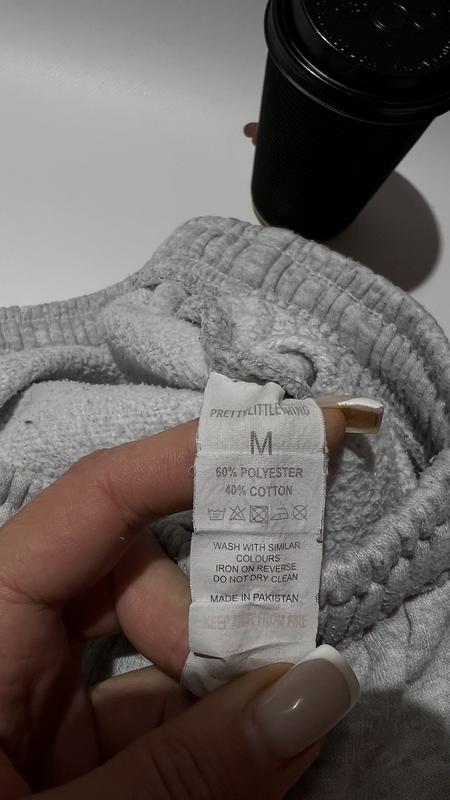 PRETTYLITTLE
M
60% POLYESTER
40% COTTON
WASH WITH SIMILAR
COLOURS
IRON ON REVERSE
DO NOT DRY CLEAN
MADE IN PAKISTAN
KEEP AWAY FROM FIRE